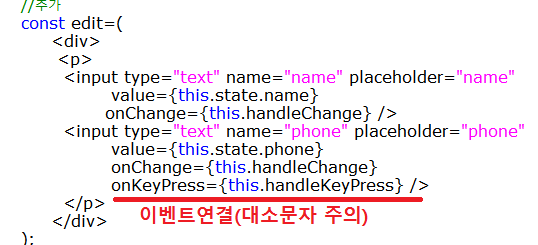 //추가
const edit=(
<div>
<p>
<input type="text" name="name" placeholder="name"
value={this.state.name}
onChange={this.handleChange} />
<input type="text" name="phone" placeholder="phone"
value={this.state.phone}
onChange={this.handleChange}
onKeyPress={this.handleKeyPress} />
</p>
이벤트연결(대소문자 주의)
</div>
);